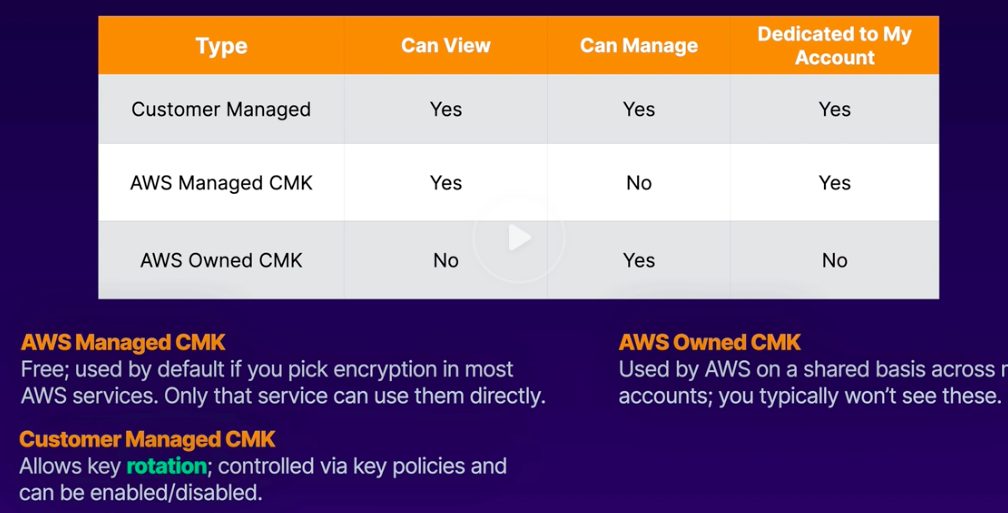 Type Can View Can Manage Dedicated to My Account
Customer Managed Yes Yes Yes
AWS Managed CMK Yes No Yes
AWS Owned CMK No Yes No
AWS Managed CMK
Free; used by default if you pick encryption in most
AWS services. Only that service can use them directly.
AWS Owned CMK
Used by AWS on a shared basis across
accounts; you typically won’t see these.
Customer Managed CMK
Allows key rotation; controlled via key policies and
can be enabled/disabled.